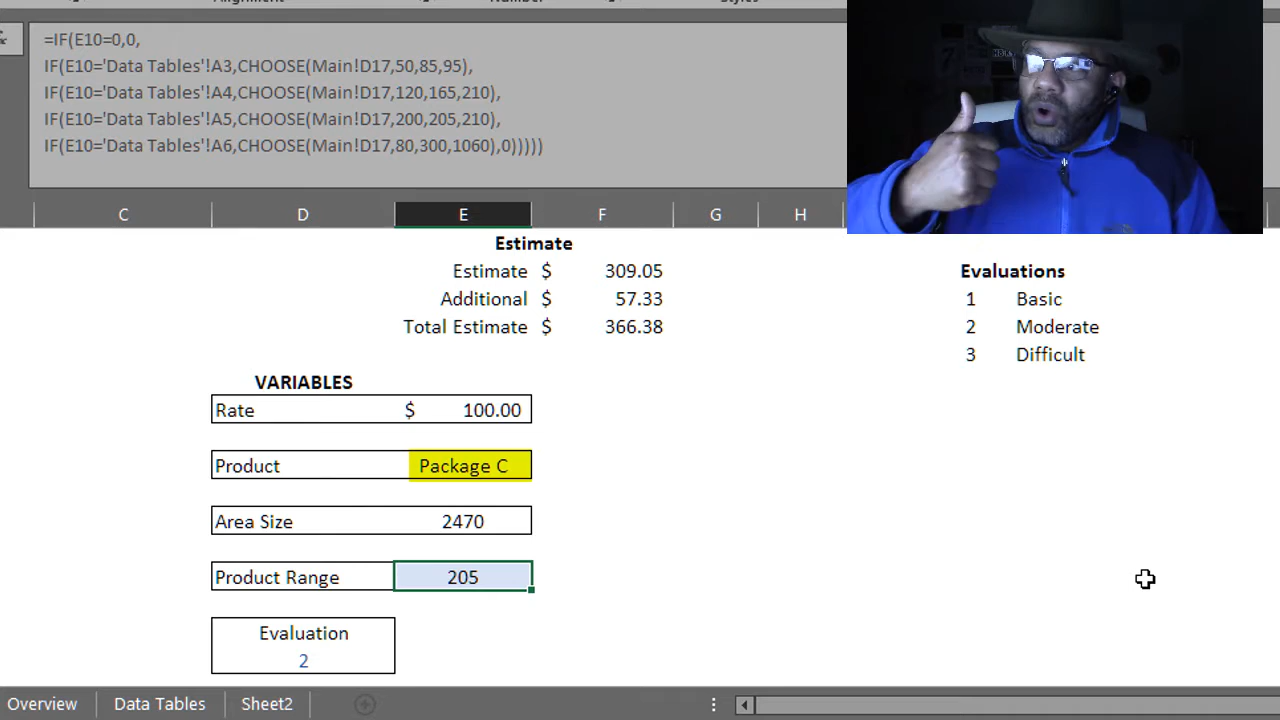 =IF(E10=0,0,
IF(E10='Data Tables'!A3,CHOOSE(Main!D17,50,85,95),
IF(E10='Data Tables'!A4,CHOOSE(Main!D17,120,165,210),
IF(E10='Data Tables'!A5,CHOOSE(Main!D17,200,205,210),
IF(E10='Data Tables'!A6,CHOOSE(Main!D17,80,300,1060),0)))))
C D E F G H
Estimate
Estimate $ 309.05
Additional $ 57.33
Total Estimate $ 366.38
Evaluations
1 Basic
2 Moderate
3 Difficult
VARIABLES
Rate $ 100.00
Product Package C
Area Size 2470
Product Range 205
Evaluation
2
Overview Data Tables Sheet2